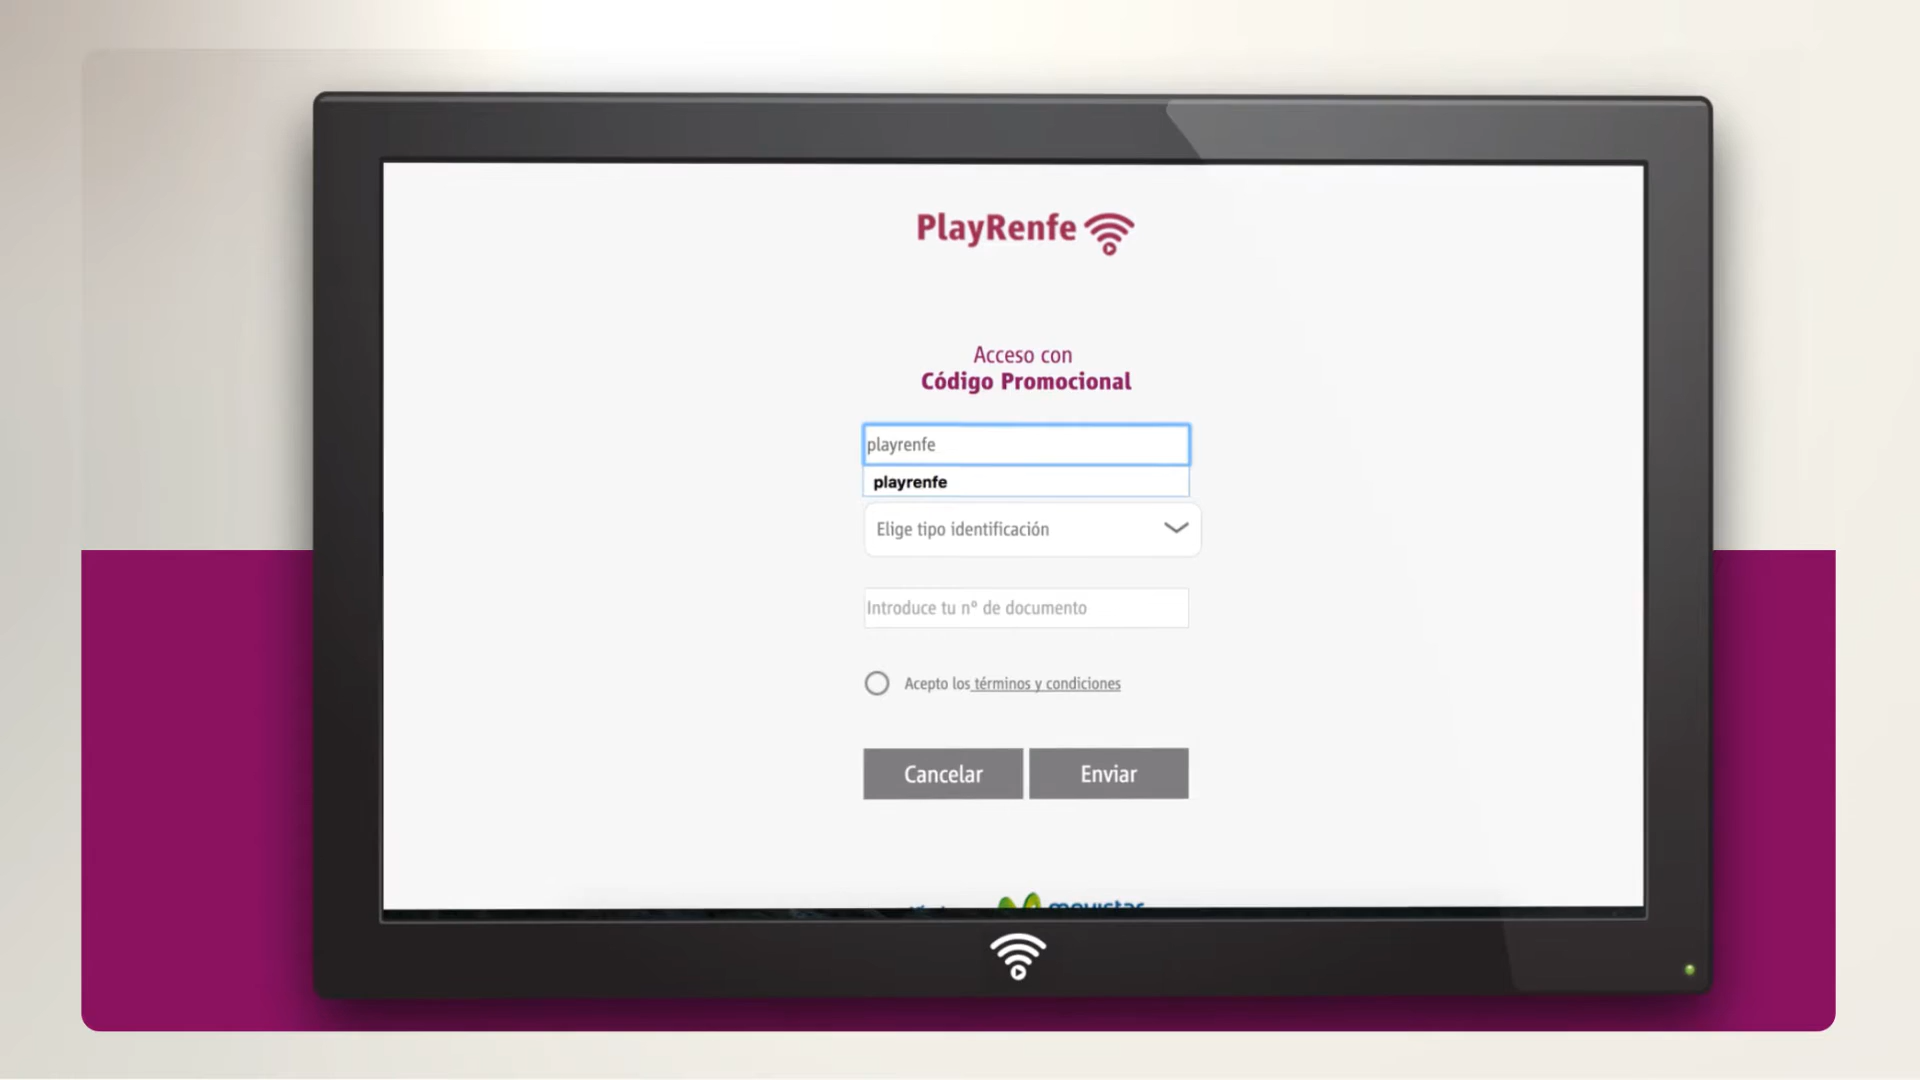 PlayRenfe
Acceso con
Código Promocional
playrenfe
playrenfe
Elige tipo identificación
Introduce tu nº de documento
Acepto los términos y condiciones
Cancelar
Enviar
movistar